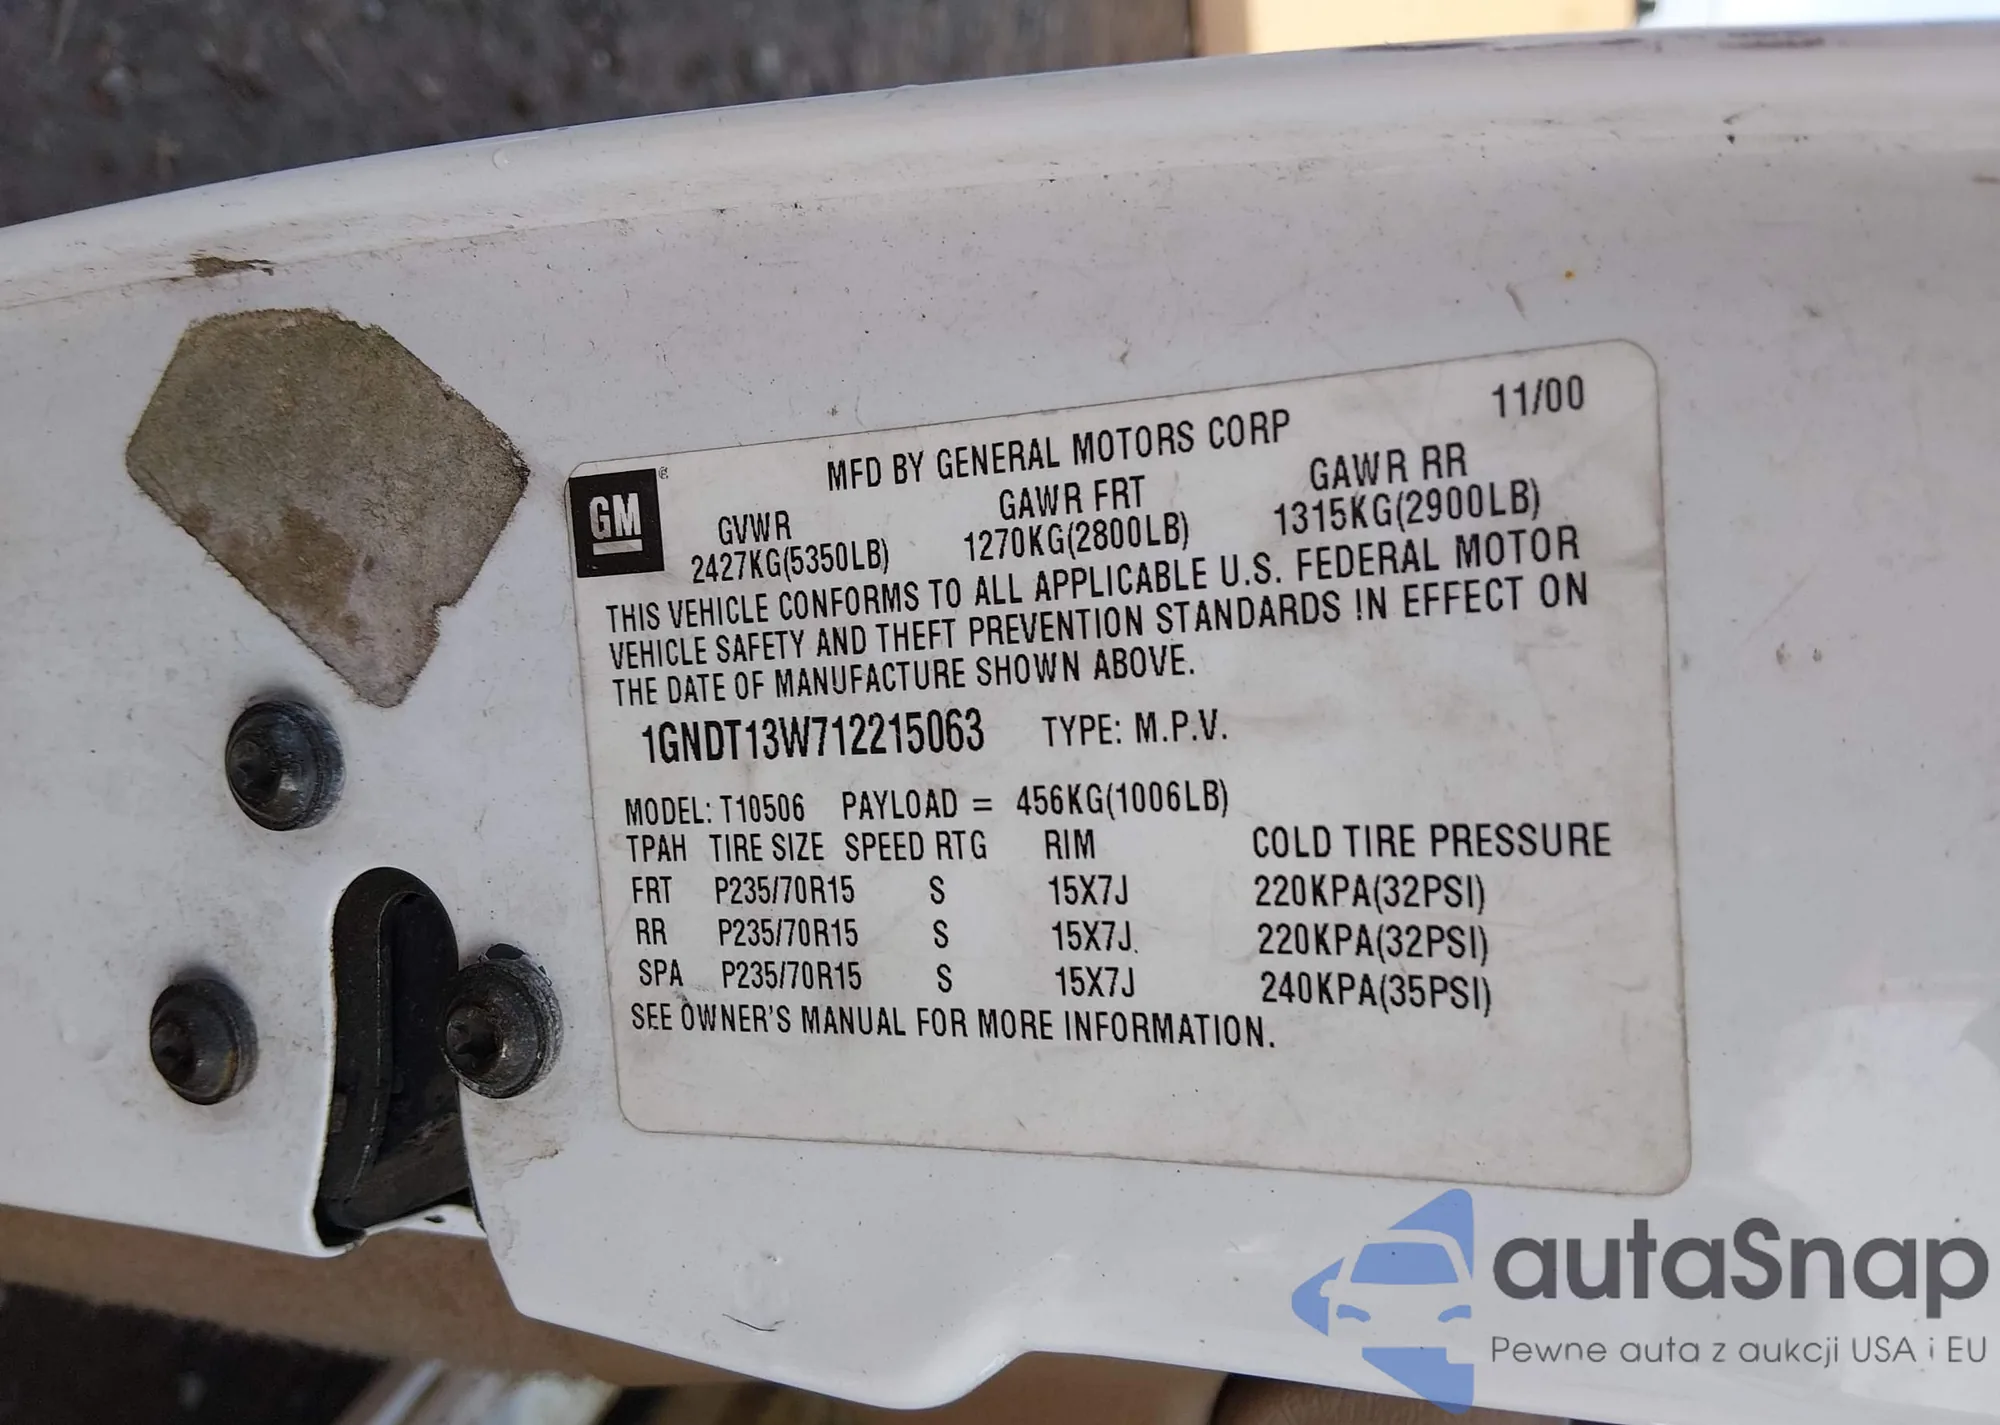 MFD BY GENERAL MOTORS CORP 11/00
GM ®
GVWR GAWR FRT GAWR RR
2427KG(5350LB) 1270KG(2800LB) 1315KG(2900LB)
THIS VEHICLE CONFORMS TO ALL APPLICABLE U.S. FEDERAL MOTOR
VEHICLE SAFETY AND THEFT PREVENTION STANDARDS IN EFFECT ON
THE DATE OF MANUFACTURE SHOWN ABOVE.
1GNDT13W712215063 TYPE: M.P.V.
MODEL: T10506 PAYLOAD = 456KG(1006LB)
TPAH TIRE SIZE SPEED RTG RIM COLD TIRE PRESSURE
FRT P235/70R15 S 15X7J 220KPA(32PSI)
RR P235/70R15 S 15X7J 220KPA(32PSI)
SPA P235/70R15 S 15X7J 240KPA(35PSI)
SEE OWNER'S MANUAL FOR MORE INFORMATION.
autaSnap
Pewne auta z aukcji USA i EU